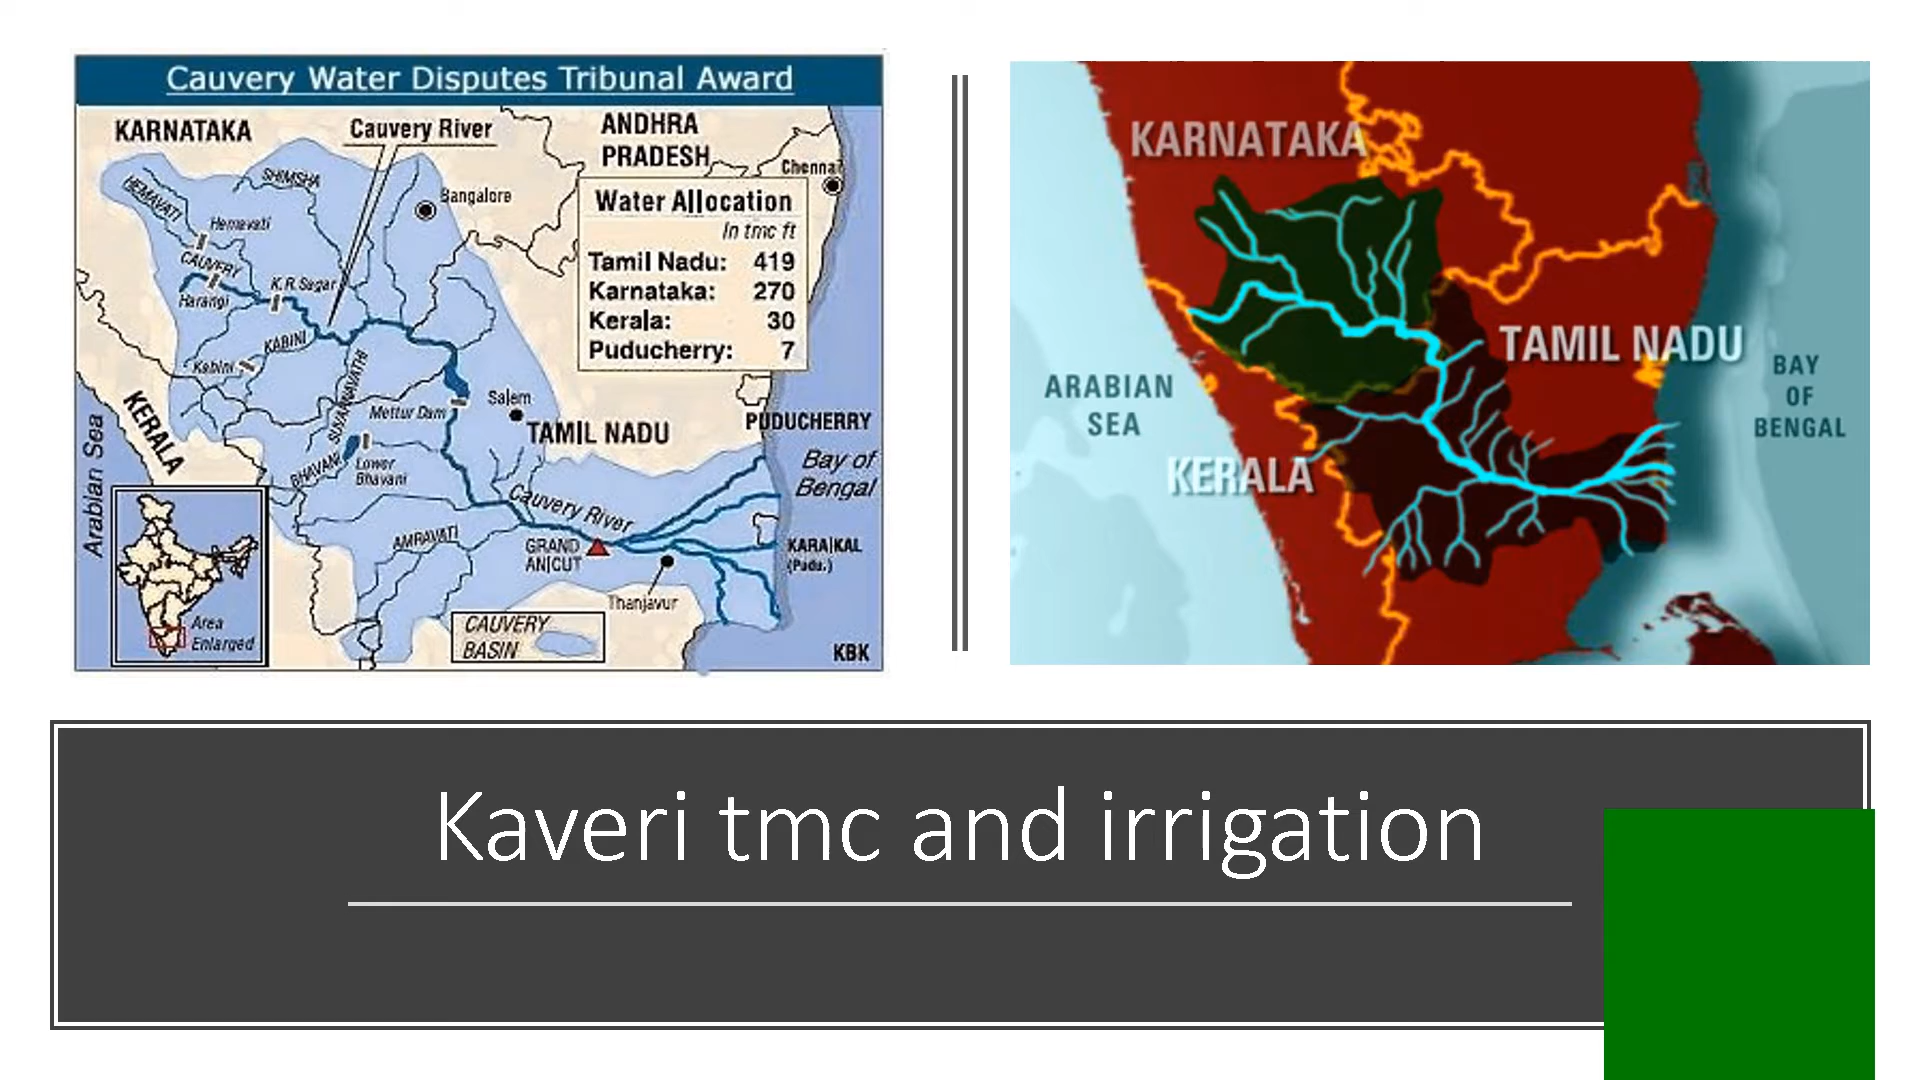 Cauvery Water Disputes Tribunal Award
KARNATAKA
Cauvery River
ANDHRA
PRADESH
Chennai
SHIMSHA
HEMAVATI
Bangalore
Hemavati
CAUVERY
Harangi
K.R.Sagar
KABINI
Kabini
SUVARNAVATHI
Mettur Dam
Salem
TAMIL NADU
Water Allocation
In tmc ft
Tamil Nadu: 419
Karnataka: 270
Kerala: 30
Puducherry: 7
KERALA
PUDUCHERRY
Arabian Sea
Bay of
Bengal
BHAVANI
Lower
Bhavani
Cauvery River
AMRAVATI
GRAND
ANICUT
KARAIKAL
(Pudu.)
Thanjavur
Area
Enlarged
CAUVERY
BASIN
KBK
KARNATAKA
TAMIL NADU
ARABIAN
SEA
BAY
OF
BENGAL
KERALA
Kaveri tmc and irrigation